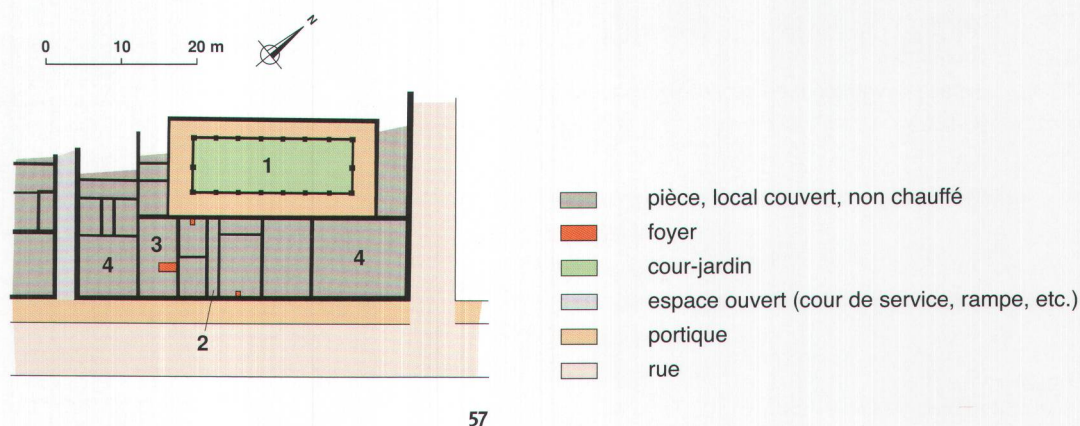 N
0 10 20 m
1
3
4
4
2
pièce, local couvert, non chauffé
foyer
cour-jardin
espace ouvert (cour de service, rampe, etc.)
portique
rue
57